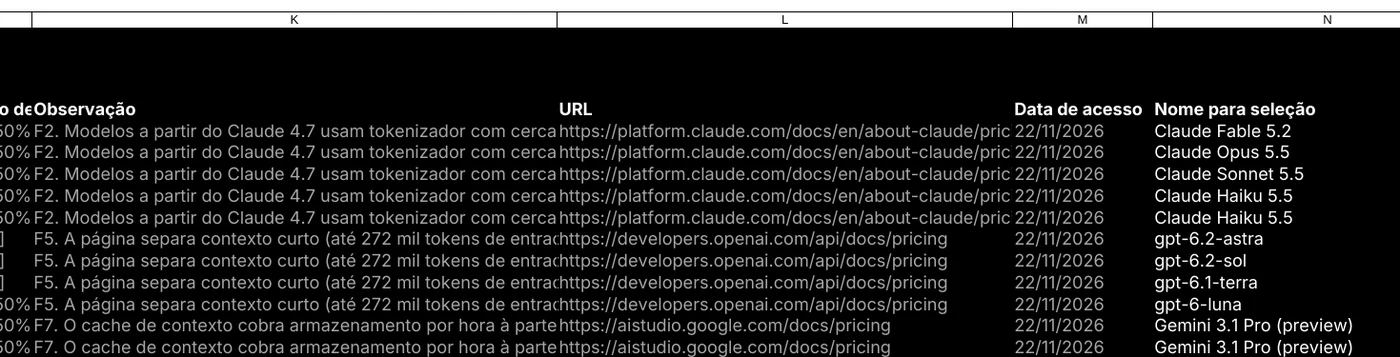 K L M N
o de Observação URL Data de acesso Nome para seleção
50% F2. Modelos a partir do Claude 4.7 usam tokenizador com cerca https://platform.claude.com/docs/en/about-claude/pric 22/11/2026 Claude Fable 5.2
50% F2. Modelos a partir do Claude 4.7 usam tokenizador com cerca https://platform.claude.com/docs/en/about-claude/pric 22/11/2026 Claude Opus 5.5
50% F2. Modelos a partir do Claude 4.7 usam tokenizador com cerca https://platform.claude.com/docs/en/about-claude/pric 22/11/2026 Claude Sonnet 5.5
50% F2. Modelos a partir do Claude 4.7 usam tokenizador com cerca https://platform.claude.com/docs/en/about-claude/pric 22/11/2026 Claude Haiku 5.5
50% F2. Modelos a partir do Claude 4.7 usam tokenizador com cerca https://platform.claude.com/docs/en/about-claude/pric 22/11/2026 Claude Haiku 5.5
] F5. A página separa contexto curto (até 272 mil tokens de entrad https://developers.openai.com/api/docs/pricing 22/11/2026 gpt-6.2-astra
] F5. A página separa contexto curto (até 272 mil tokens de entrad https://developers.openai.com/api/docs/pricing 22/11/2026 gpt-6.2-sol
] F5. A página separa contexto curto (até 272 mil tokens de entrad https://developers.openai.com/api/docs/pricing 22/11/2026 gpt-6.1-terra
50% F5. A página separa contexto curto (até 272 mil tokens de entrad https://developers.openai.com/api/docs/pricing 22/11/2026 gpt-6-luna
50% F7. O cache de contexto cobra armazenamento por hora à parte https://aistudio.google.com/docs/pricing 22/11/2026 Gemini 3.1 Pro (preview)
50% F7. O cache de contexto cobra armazenamento por hora à parte https://aistudio.google.com/docs/pricing 22/11/2026 Gemini 3.1 Pro (preview)